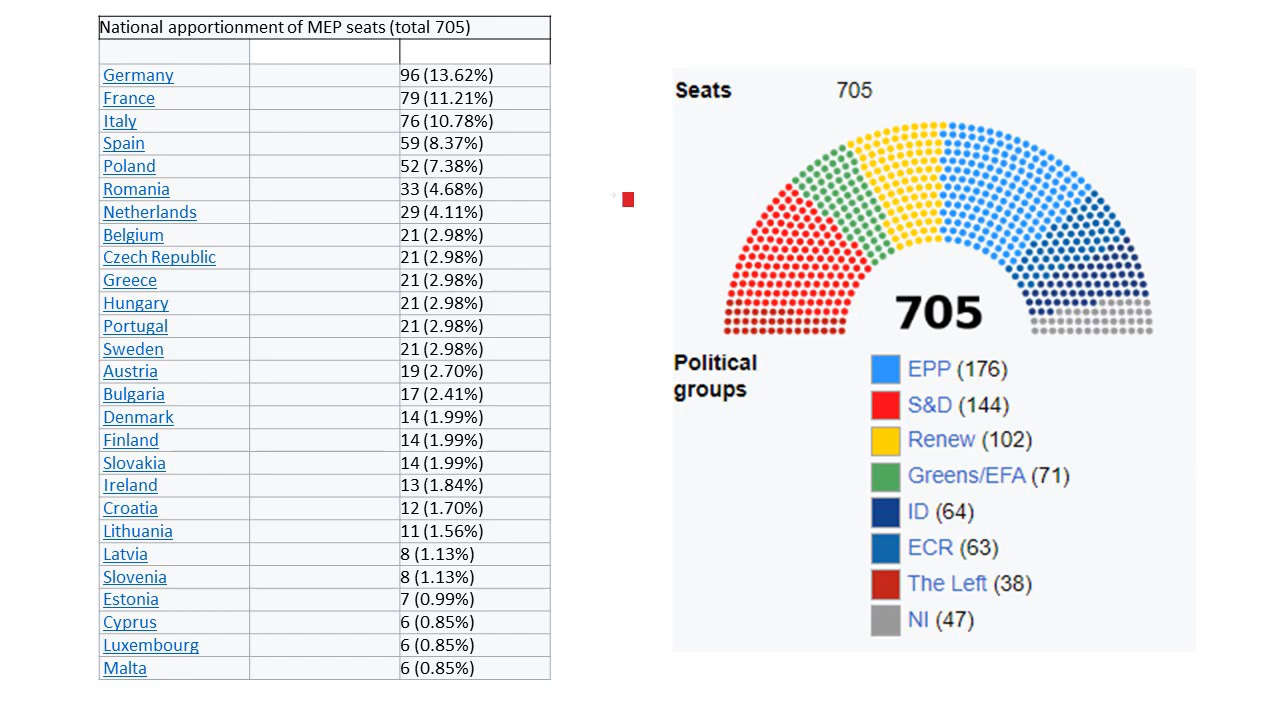 National apportionment of MEP seats (total 705)
Germany 96 (13.62%)
France 79 (11.21%)
Italy 76 (10.78%)
Spain 59 (8.37%)
Poland 52 (7.38%)
Romania 33 (4.68%)
Netherlands 29 (4.11%)
Belgium 21 (2.98%)
Czech Republic 21 (2.98%)
Greece 21 (2.98%)
Hungary 21 (2.98%)
Portugal 21 (2.98%)
Sweden 21 (2.98%)
Austria 19 (2.70%)
Bulgaria 17 (2.41%)
Denmark 14 (1.99%)
Finland 14 (1.99%)
Slovakia 14 (1.99%)
Ireland 13 (1.84%)
Croatia 12 (1.70%)
Lithuania 11 (1.56%)
Latvia 8 (1.13%)
Slovenia 8 (1.13%)
Estonia 7 (0.99%)
Cyprus 6 (0.85%)
Luxembourg 6 (0.85%)
Malta 6 (0.85%)
Seats 705
705
Political
groups
EPP (176)
S&D (144)
Renew (102)
Greens/EFA (71)
ID (64)
ECR (63)
The Left (38)
NI (47)